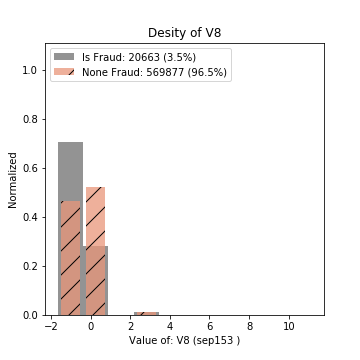 Desity of V8
Is Fraud: 20663 (3.5%)
None Fraud: 569877 (96.5%)
Normalized
1.0
0.8
0.6
0.4
0.2
0.0
−2 0 2 4 6 8 10
Value of: V8 (sep153 )